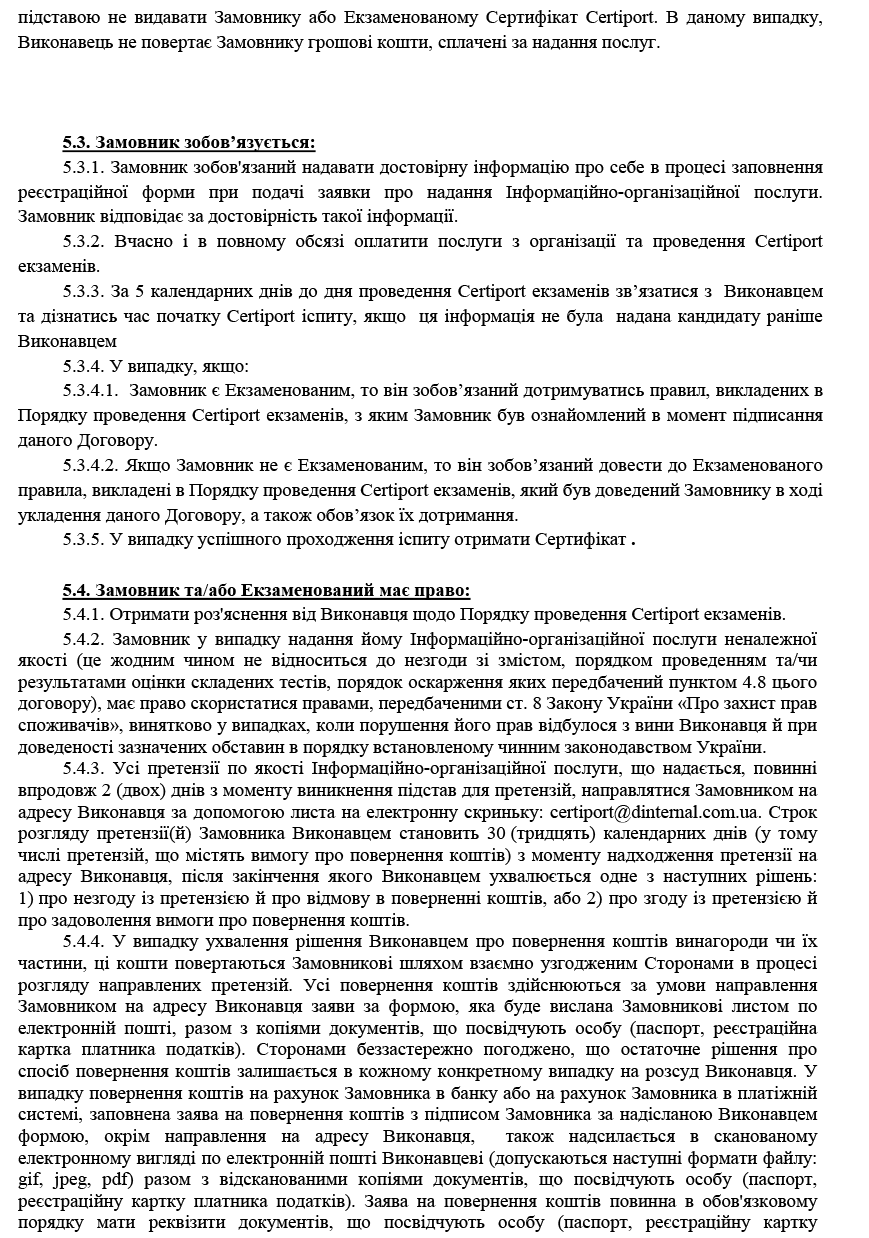 підставою не видавати Замовнику або Екзаменованому Сертифікат Certiport. В даному випадку,
Виконавець не повертає Замовнику грошові кошти, сплачені за надання послуг.
5.3. Замовник зобов’язується:
5.3.1. Замовник зобов'язаний надавати достовірну інформацію про себе в процесі заповнення
реєстраційної форми при подачі заявки про надання Інформаційно-організаційної послуги.
Замовник відповідає за достовірність такої інформації.
5.3.2. Вчасно і в повному обсязі оплатити послуги з організації та проведення Certiport
екзаменів.
5.3.3. За 5 календарних днів до дня проведення Certiport екзаменів зв’язатися з Виконавцем
та дізнатись час початку Certiport іспиту, якщо ця інформація не була надана кандидату раніше
Виконавцем
5.3.4. У випадку, якщо:
5.3.4.1. Замовник є Екзаменованим, то він зобов’язаний дотримуватись правил, викладених в
Порядку проведення Certiport екзаменів, з яким Замовник був ознайомлений в момент підписання
даного Договору.
5.3.4.2. Якщо Замовник не є Екзаменованим, то він зобов’язаний довести до Екзаменованого
правила, викладені в Порядку проведення Certiport екзаменів, який був доведений Замовнику в ході
укладення даного Договору, а також обов’язок їх дотримання.
5.3.5. У випадку успішного проходження іспиту отримати Сертифікат .
5.4. Замовник та/або Екзаменований має право:
5.4.1. Отримати роз'яснення від Виконавця щодо Порядку проведення Certiport екзаменів.
5.4.2. Замовник у випадку надання йому Інформаційно-організаційної послуги неналежної
якості (це жодним чином не відноситься до незгоди зі змістом, порядком проведенням та/чи
результатами оцінки складених тестів, порядок оскарження яких передбачений пунктом 4.8 цього
договору), має право скористатися правами, передбаченими ст. 8 Закону України «Про захист прав
споживачів», винятково у випадках, коли порушення його прав відбулося з вини Виконавця й при
доведеності зазначених обставин в порядку встановленому чинним законодавством України.
5.4.3. Усі претензії по якості Інформаційно-організаційної послуги, що надається, повинні
впродовж 2 (двох) днів з моменту виникнення підстав для претензій, направлятися Замовником на
адресу Виконавця за допомогою листа на електронну скриньку: certiport@dinternal.com.ua. Строк
розгляду претензії(й) Замовника Виконавцем становить 30 (тридцять) календарних днів (у тому
числі претензій, що містять вимогу про повернення коштів) з моменту надходження претензії на
адресу Виконавця, після закінчення якого Виконавцем ухвалюється одне з наступних рішень:
1) про незгоду із претензією й про відмову в поверненні коштів, або 2) про згоду із претензією й
про задоволення вимоги про повернення коштів.
5.4.4. У випадку ухвалення рішення Виконавцем про повернення коштів винагороди чи їх
частини, ці кошти повертаються Замовникові шляхом взаємно узгодженим Сторонами в процесі
розгляду направлених претензій. Усі повернення коштів здійснюються за умови направлення
Замовником на адресу Виконавця заяви за формою, яка буде вислана Замовникові листом по
електронній пошті, разом з копіями документів, що посвідчують особу (паспорт, реєстраційна
картка платника податків). Сторонами беззастережно погоджено, що остаточне рішення про
спосіб повернення коштів залишається в кожному конкретному випадку на розсуд Виконавця. У
випадку повернення коштів на рахунок Замовника в банку або на рахунок Замовника в платіжній
системі, заповнена заява на повернення коштів з підписом Замовника за надісланою Виконавцем
формою, окрім направлення на адресу Виконавця, також надсилається в сканованому
електронному вигляді по електронній пошті Виконавцеві (допускаються наступні формати файлу:
gif, jpeg, pdf) разом з відсканованими копіями документів, що посвідчують особу (паспорт,
реєстраційну картку платника податків). Заява на повернення коштів повинна в обов'язковому
порядку мати реквізити документів, що посвідчують особу (паспорт, реєстраційну картку